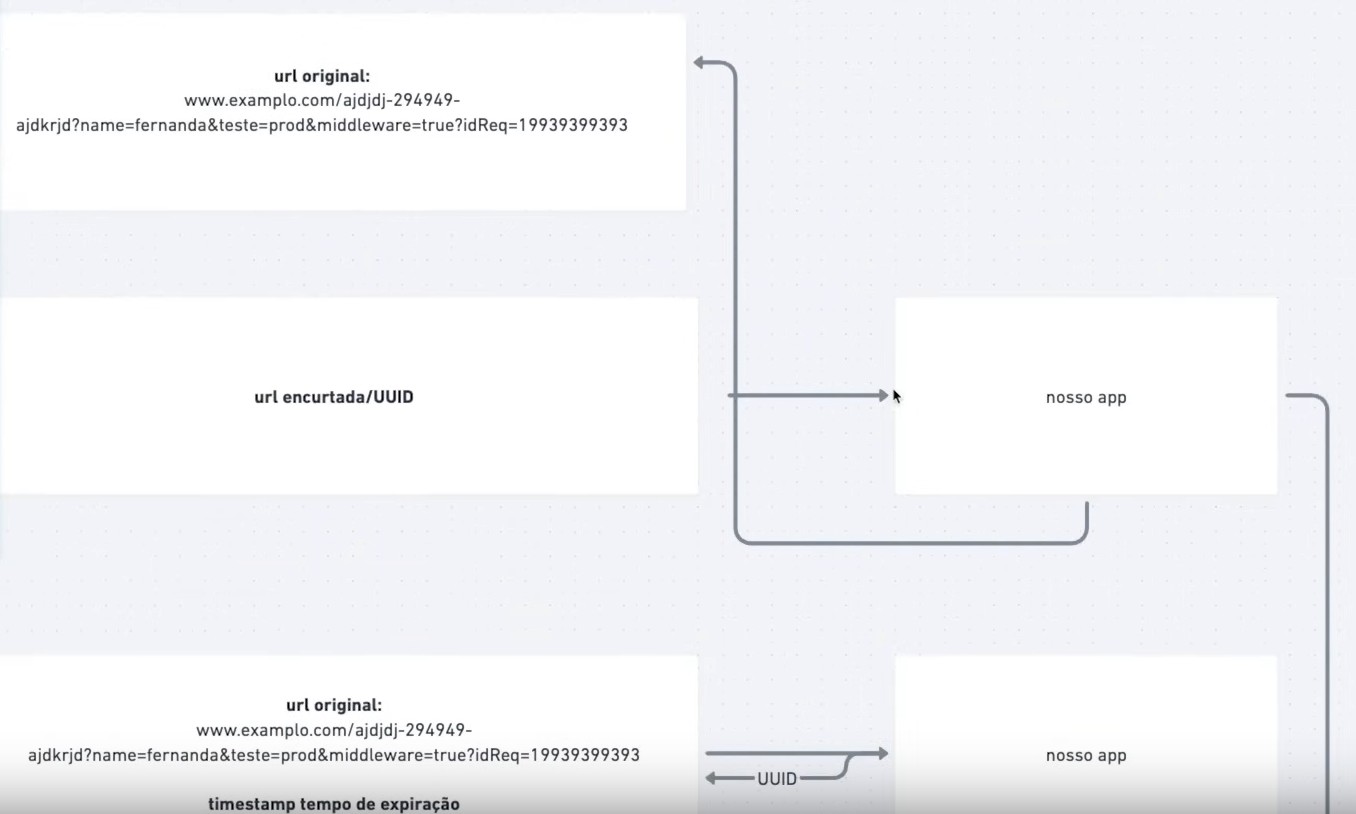 url original:
www.examplo.com/ajdjdj-294949-
ajdkrjd?name=fernanda&teste=prod&middleware=true?idReq=19939399393
url encurtada/UUID
nosso app
url original:
www.examplo.com/ajdjdj-294949-
ajdkrjd?name=fernanda&teste=prod&middleware=true?idReq=19939399393
timestamp tempo de expiração
UUID
nosso app